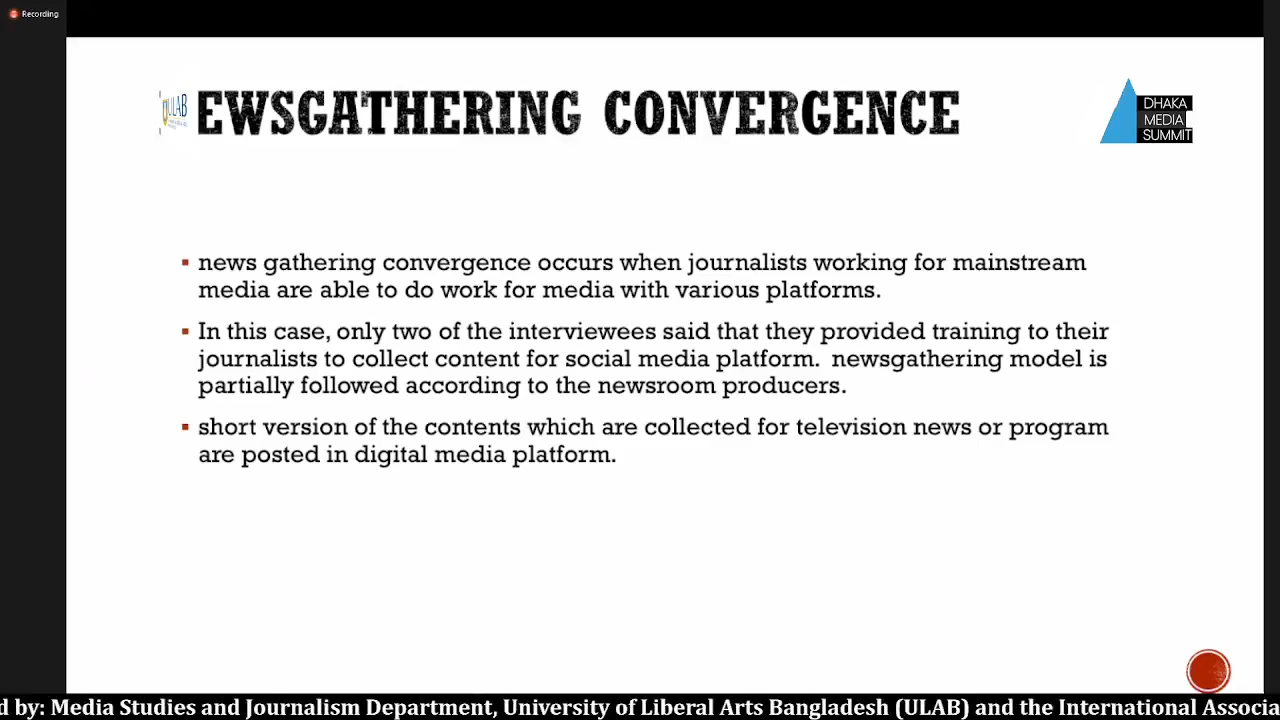 Recording
ULAB
EWSGATHERING CONVERGENCE
DHAKA
MEDIA
SUMMIT
news gathering convergence occurs when journalists working for mainstream
media are able to do work for media with various platforms.
In this case, only two of the interviewees said that they provided training to their
journalists to collect content for social media platform. newsgathering model is
partially followed according to the newsroom producers.
short version of the contents which are collected for television news or program
are posted in digital media platform.
d by: Media Studies and Journalism Department, University of Liberal Arts Bangladesh (ULAB) and the International Associa